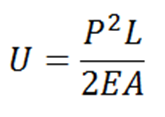 U = P²L / 2EA